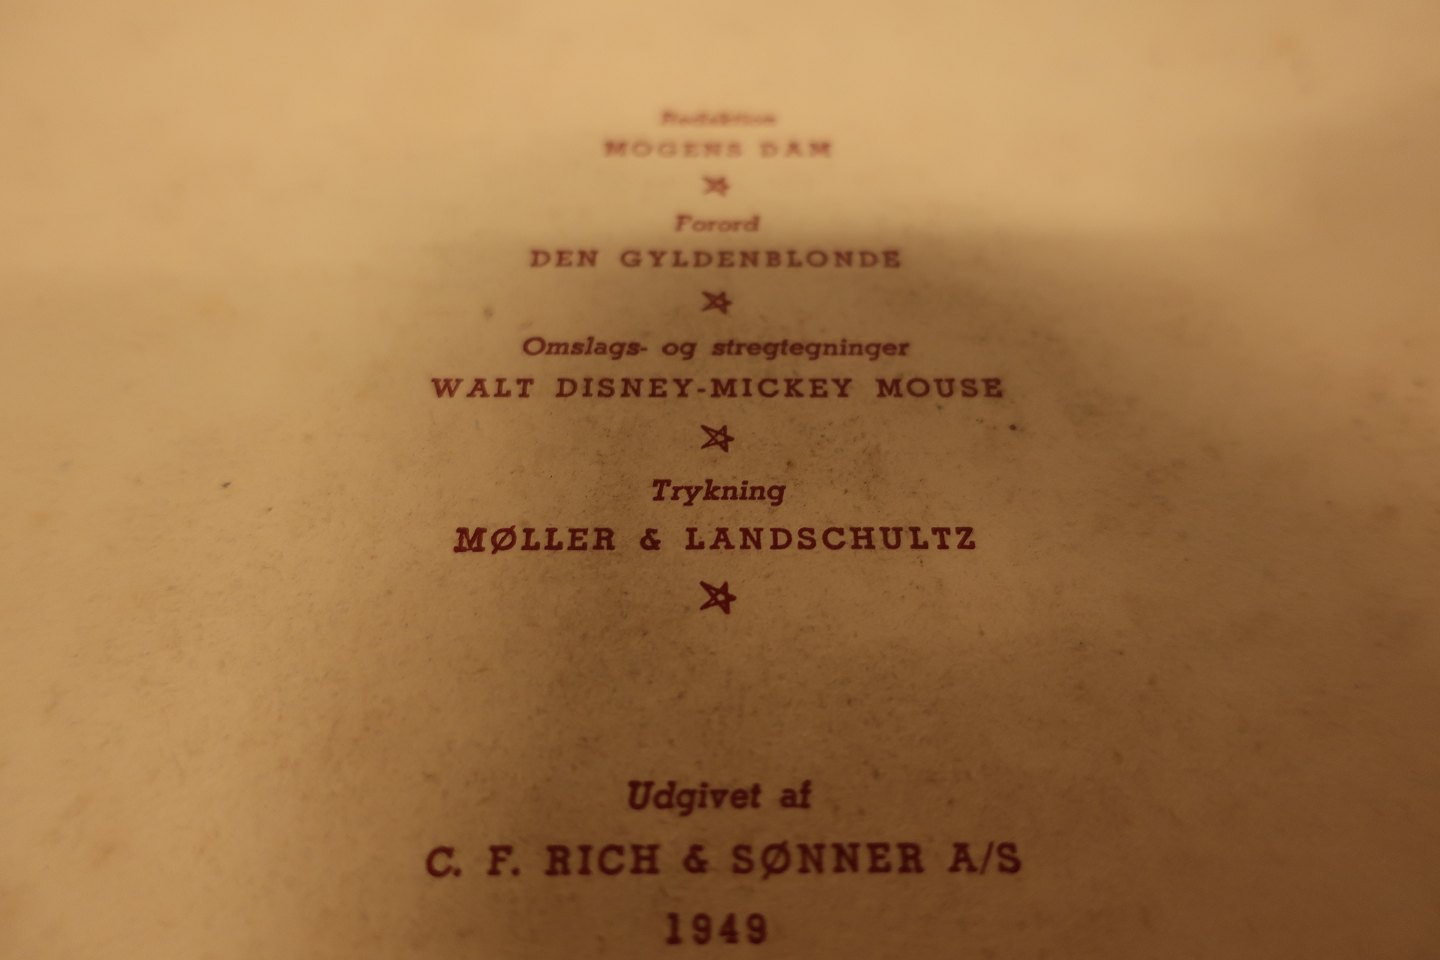 Redaktion
MOGENS DAM
Forord
DEN GYLDENBLONDE
Omslags- og stregtegninger
WALT DISNEY-MICKEY MOUSE
Trykning
MØLLER & LANDSCHULTZ
Udgivet af
C. F. RICH & SØNNER A/S
1949